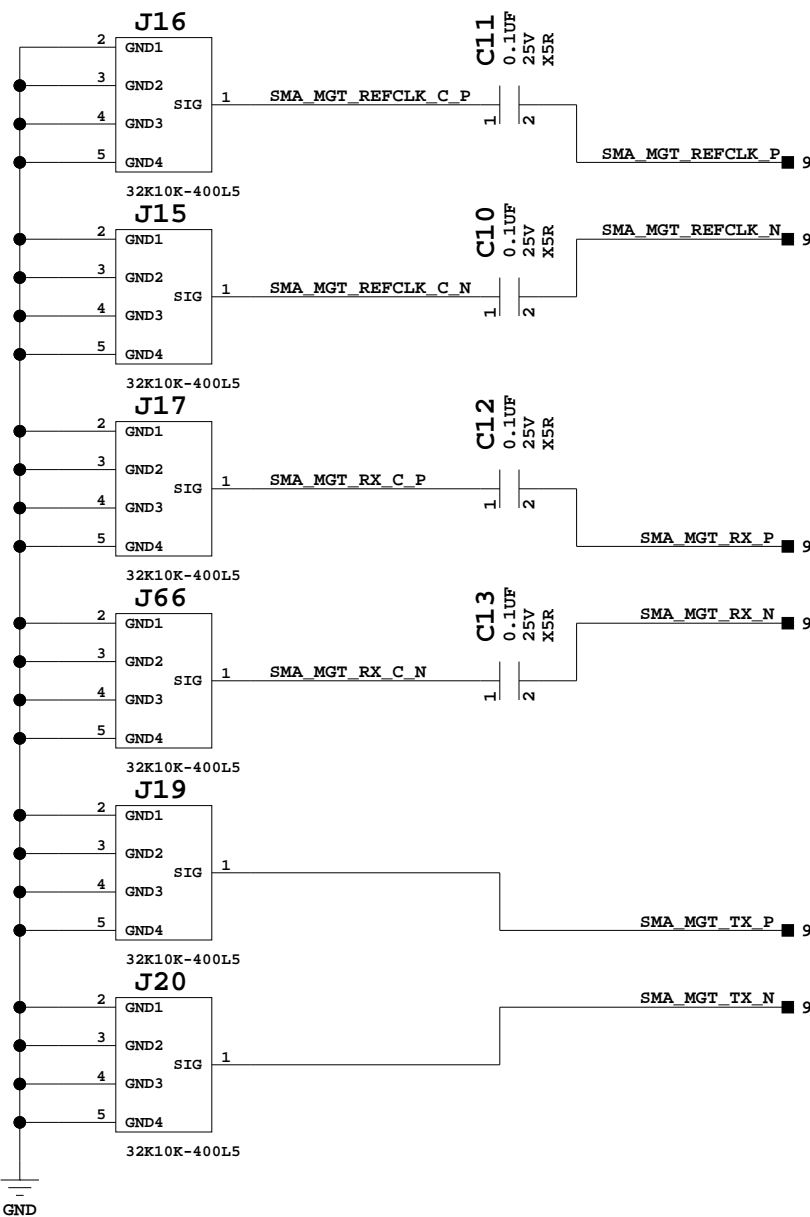 J16
2 GND1
3 GND2
SIG 1 SMA_MGT_REFCLK_C_P
4 GND3
5 GND4
32K10K-400L5
C11
0.1UF
25V
X5R
1 2
SMA_MGT_REFCLK_P 9
J15
2 GND1
3 GND2
SIG 1 SMA_MGT_REFCLK_C_N
4 GND3
5 GND4
32K10K-400L5
C10
0.1UF
25V
X5R
1 2
SMA_MGT_REFCLK_N 9
J17
2 GND1
3 GND2
SIG 1 SMA_MGT_RX_C_P
4 GND3
5 GND4
32K10K-400L5
C12
0.1UF
25V
X5R
1 2
SMA_MGT_RX_P 9
J66
2 GND1
3 GND2
SIG 1 SMA_MGT_RX_C_N
4 GND3
5 GND4
32K10K-400L5
C13
0.1UF
25V
X5R
1 2
SMA_MGT_RX_N 9
J19
2 GND1
3 GND2
SIG 1
4 GND3
5 GND4
32K10K-400L5
SMA_MGT_TX_P 9
J20
2 GND1
3 GND2
SIG 1
4 GND3
5 GND4
32K10K-400L5
SMA_MGT_TX_N 9
GND